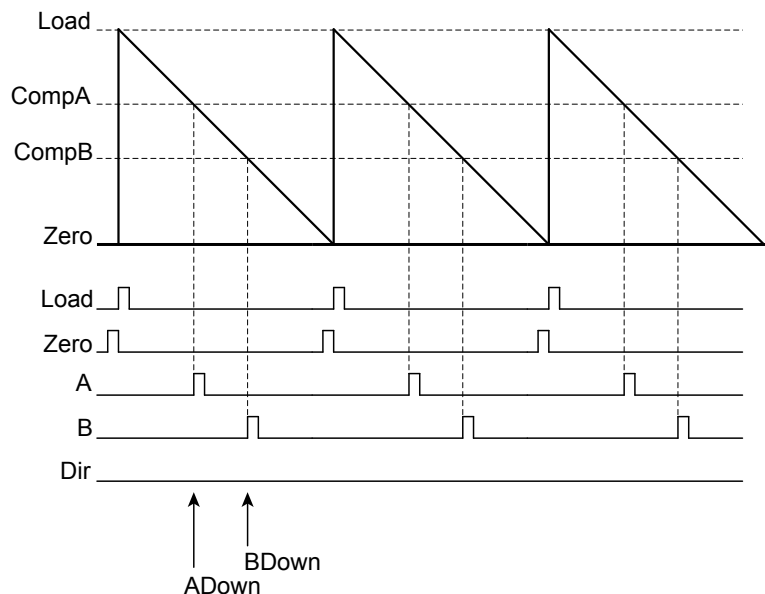 Load
CompA
CompB
Zero
Load
Zero
A
B
Dir
BDown
ADown